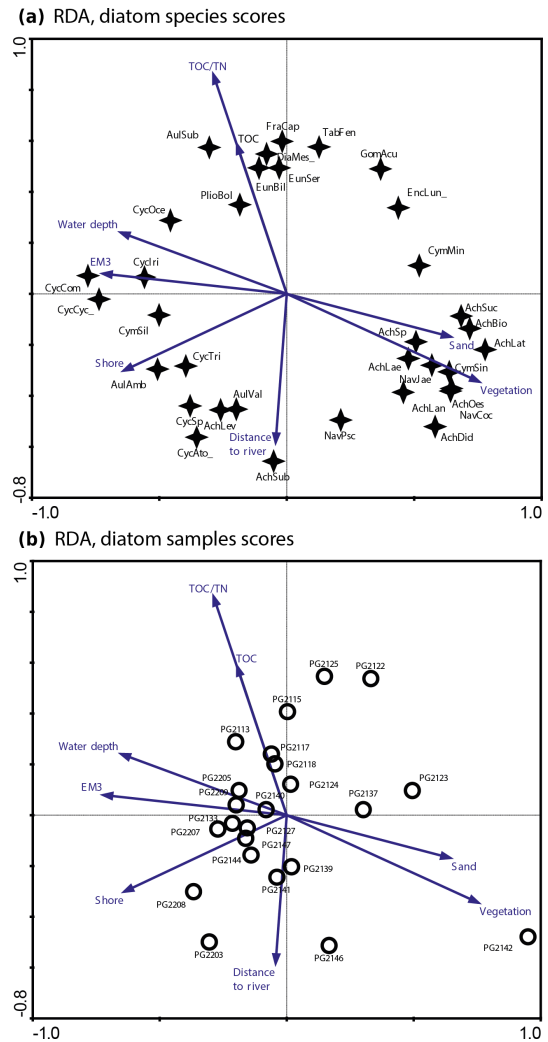 (a) RDA, diatom species scores
1.0
TOC/TN
FraCap
AulSub
TOC
TabFen
DiaMes_
GomAcu
EunBil
EunSer
PlioBol
EncLun_
CycOce
Water depth
CymMin
EM3
CycIri
CycCom
CycCyc_
AchSuc
AchBio
CymSil
AchSp
Sand
AchLat
CycTri
Shore
AchLae
CymSin
NavJae
AulAmb
Vegetation
AulVal
AchOes
AchLan
NavCoc
CycSp
AchLev
NavPsc
AchDid
Distance
to river
CycAto_
AchSub
-0.8
-1.0
1.0
(b) RDA, diatom samples scores
1.0
TOC/TN
TOC
PG2125
PG2122
PG2115
PG2113
Water depth
PG2117
PG2118
PG2205
PG2124
PG2123
EM3
PG2209
PG2140
PG2137
PG2133
PG2207
PG2127
PG2147
PG2144
PG2139
Sand
PG2141
Shore
PG2208
Vegetation
PG2142
PG2203
PG2146
Distance
to river
-0.8
-1.0
1.0